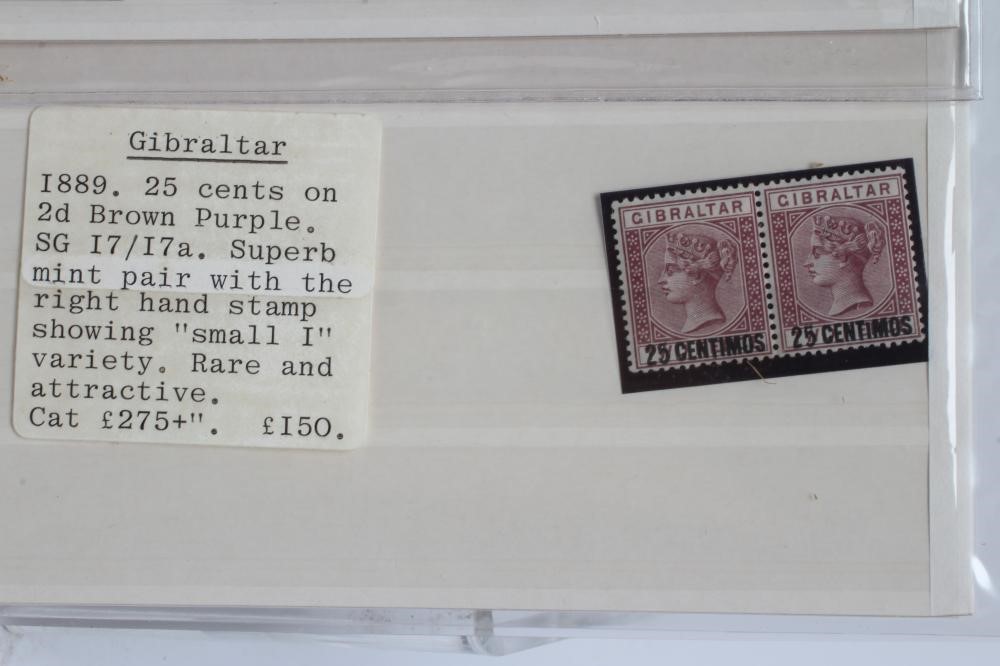 Gibraltar
I889. 25 cents on
2d Brown Purple.
SG I7/I7a. Superb
mint pair with the
right hand stamp
showing "small I"
variety. Rare and
attractive.
Cat £275+". £I50.
GIBRALTAR
25 CENTIMOS
GIBRALTAR
25 CENTIMOS